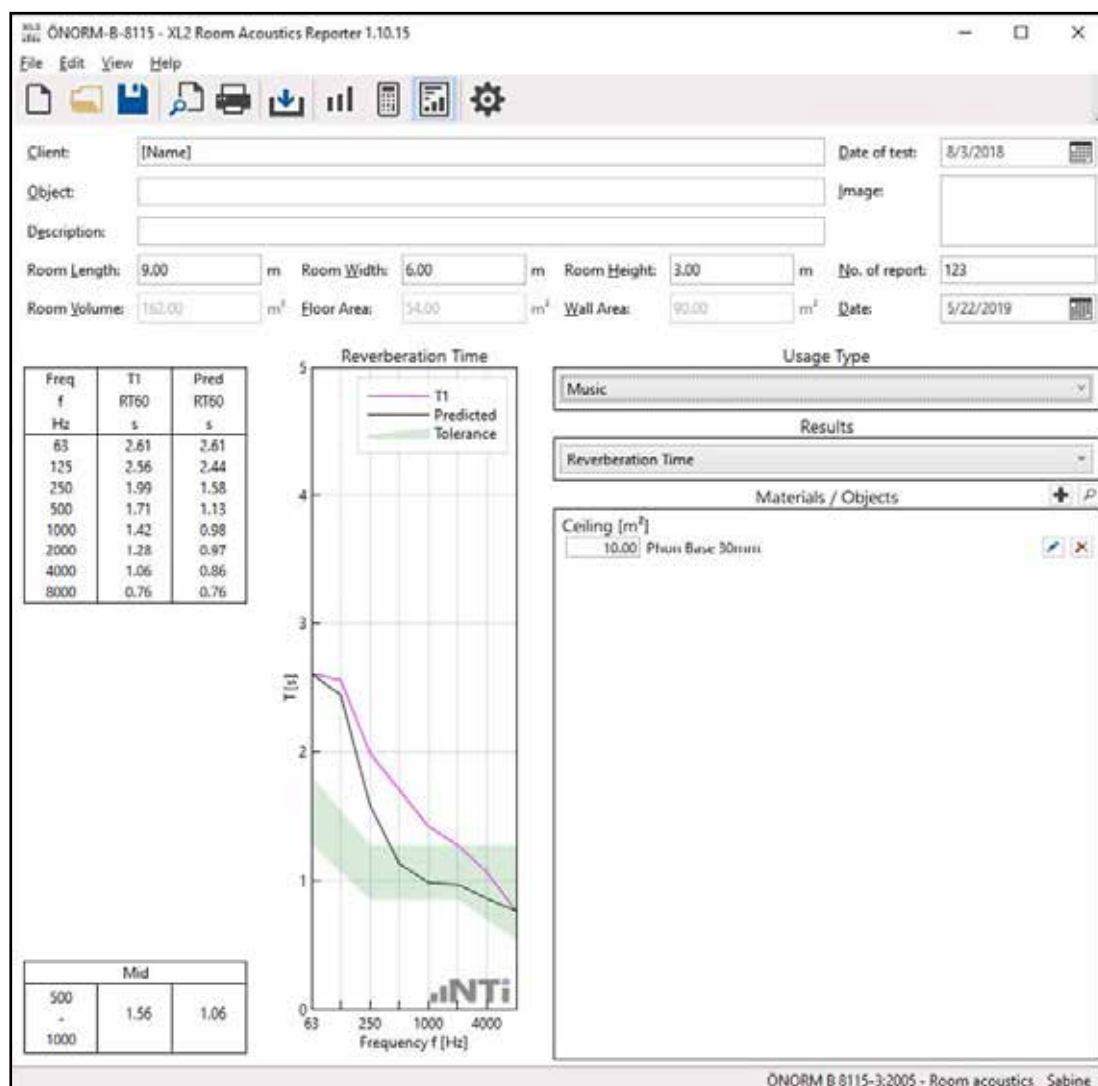 ÖNORM-B-8115 - XL2 Room Acoustics Reporter 1.10.15
File Edit View Help
Client: [Name] Date of test: 8/3/2018
Object: Image:
Description:
Room Length: 9.00 m Room Width: 6.00 m Room Height: 3.00 m No. of report: 123
Room Volume: 162.00 m² Floor Area: 54.00 m² Wall Area: 90.00 m² Date: 5/22/2019
Freq T1 Pred
f RT60 RT60
Hz s s
63 2.61 2.61
125 2.56 2.44
250 1.99 1.58
500 1.71 1.13
1000 1.42 0.98
2000 1.28 0.97
4000 1.06 0.86
8000 0.76 0.76
Mid
500 - 1000 1.56 1.06
Reverberation Time
T1
Predicted
Tolerance
5
4
3
2
1
0
T [s]
NTi
63 250 1000 4000
Frequency f [Hz]
Usage Type
Music
Results
Reverberation Time
Materials / Objects
Ceiling [m²]
10.00 Phon Base 30mm
ÖNORM B 8115-3:2005 - Room acoustics Sabine